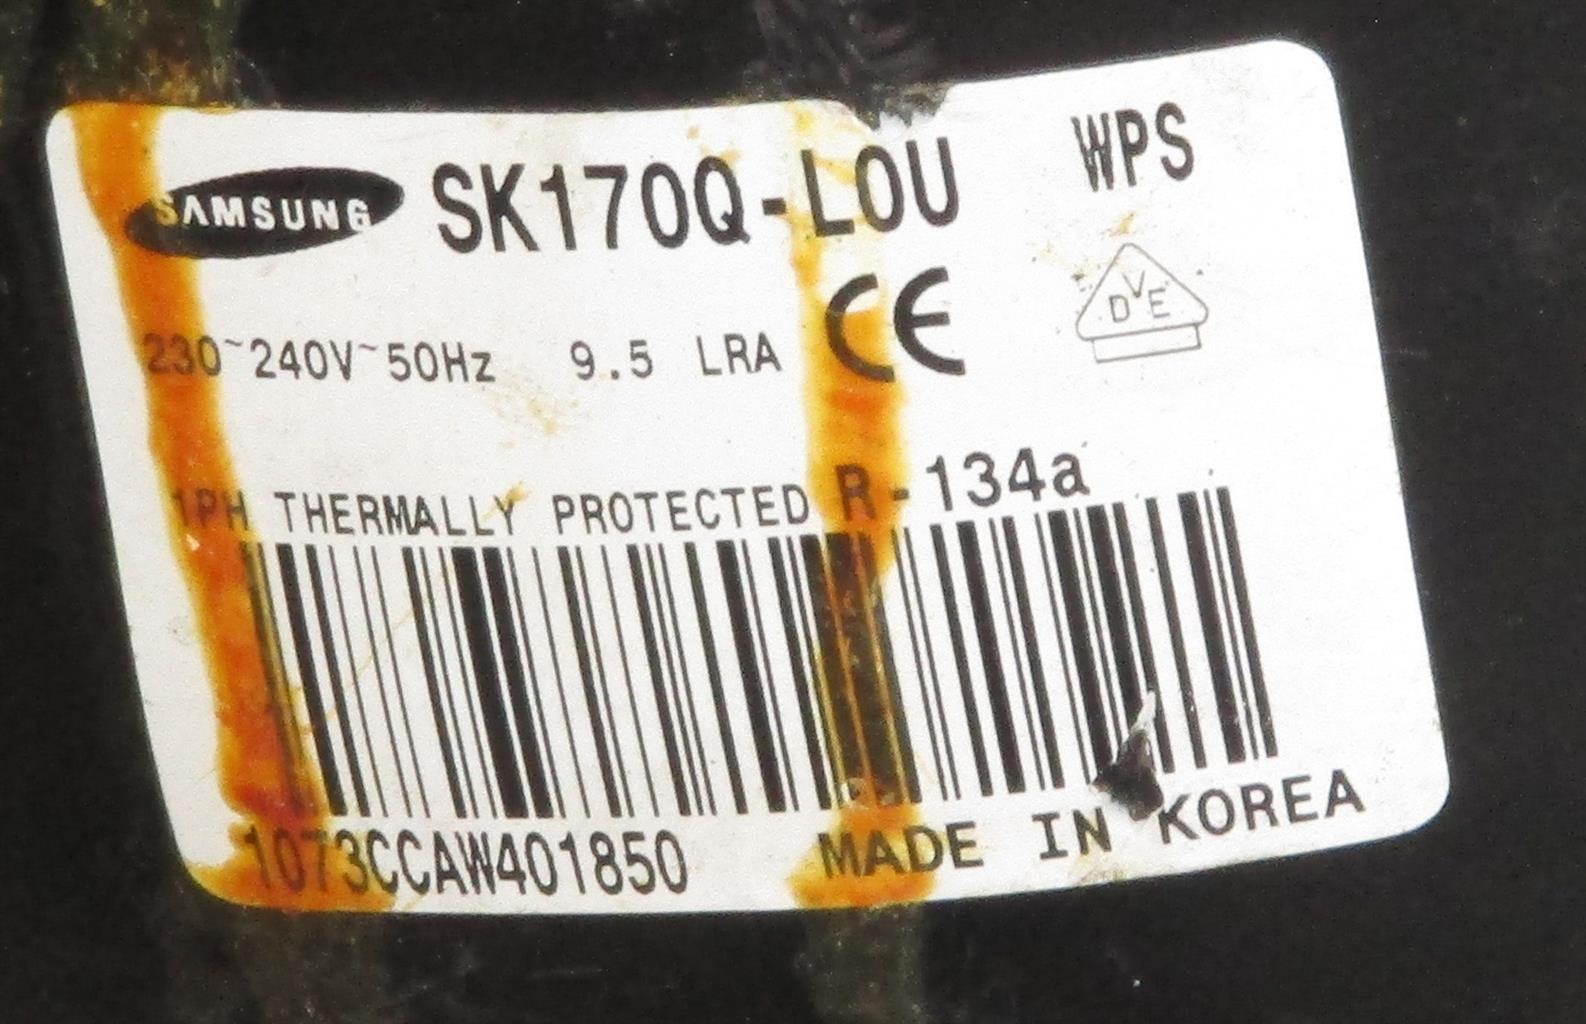 SAMSUNG SK170Q-LOU WPS
CE
DVE
230~240V~50Hz 9.5 LRA
1PH THERMALLY PROTECTED R-134a
1073CCAW401850 MADE IN KOREA